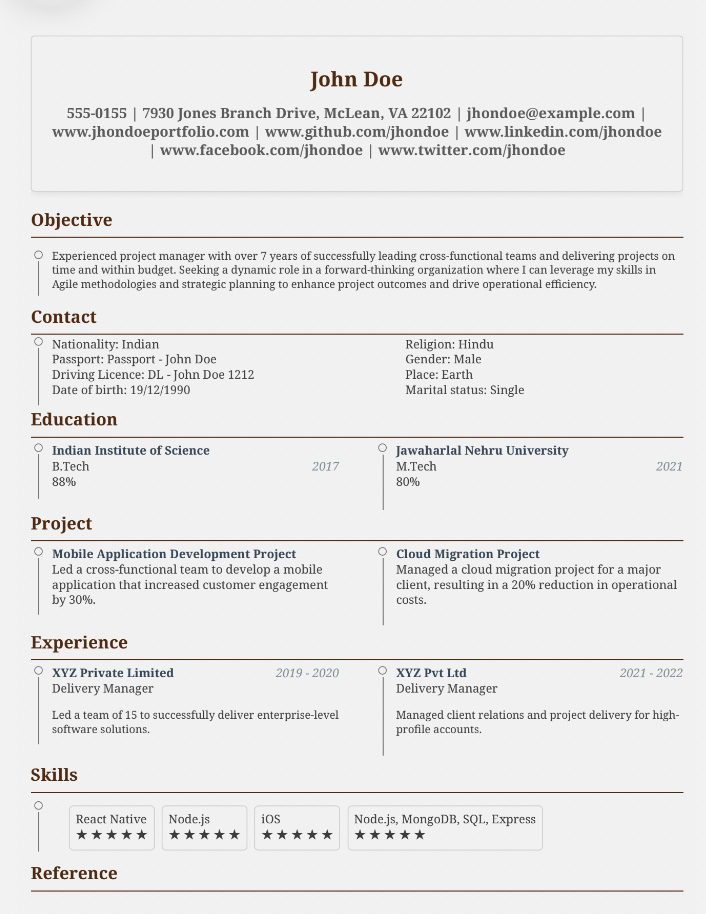 John Doe
555-0155 | 7930 Jones Branch Drive, McLean, VA 22102 | jhondoe@example.com |
www.jhondoeportfolio.com | www.github.com/jhondoe | www.linkedin.com/jhondoe
| www.facebook.com/jhondoe | www.twitter.com/jhondoe
Objective
Experienced project manager with over 7 years of successfully leading cross-functional teams and delivering projects on
time and within budget. Seeking a dynamic role in a forward-thinking organization where I can leverage my skills in
Agile methodologies and strategic planning to enhance project outcomes and drive operational efficiency.
Contact
Nationality: Indian
Passport: Passport - John Doe
Driving Licence: DL - John Doe 1212
Date of birth: 19/12/1990
Religion: Hindu
Gender: Male
Place: Earth
Marital status: Single
Education
Indian Institute of Science
B.Tech 2017
88%
Jawaharlal Nehru University
M.Tech 2021
80%
Project
Mobile Application Development Project
Led a cross-functional team to develop a mobile
application that increased customer engagement
by 30%.
Cloud Migration Project
Managed a cloud migration project for a major
client, resulting in a 20% reduction in operational
costs.
Experience
XYZ Private Limited 2019 - 2020
Delivery Manager
Led a team of 15 to successfully deliver enterprise-level
software solutions.
XYZ Pvt Ltd 2021 - 2022
Delivery Manager
Managed client relations and project delivery for high-
profile accounts.
Skills
React Native
★★★★★
Node.js
★★★★★
iOS
★★★★★
Node.js, MongoDB, SQL, Express
★★★★★
Reference